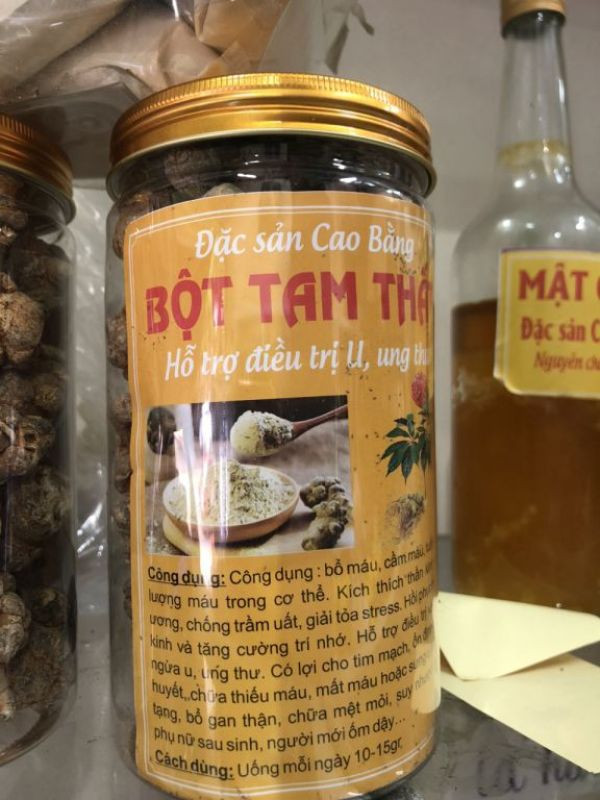 Đặc sản Cao Bằng
BỘT TAM
Hỗ trợ điều trị U, ung
Công dụng: Công dụng : bổ máu, cầm máu,
lượng máu trong cơ thể. Kích thích thần
ương, chống trầm uất, giải tỏa stress. Hồi
kinh và tăng cường trí nhớ. Hỗ trợ điều trị
ngừa u, ung thư. Có lợi cho tim mạch, ổn
huyết,,chữa thiếu máu, mất máu hoặc
tạng, bổ gan thận, chữa mệt mỏi, suy
phụ nữ sau sinh, người mới ốm dậy...
Cách dùng: Uống mỗi ngày 10-15gr
MẬT
Đặc sản
Nguyên